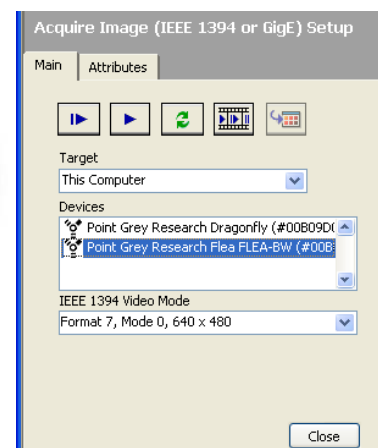 Acquire Image (IEEE 1394 or GigE) Setup
Main Attributes
Target
This Computer
Devices
Point Grey Research Dragonfly (#00B09D
Point Grey Research Flea FLEA-BW (#00B
IEEE 1394 Video Mode
Format 7, Mode 0, 640 x 480
Close